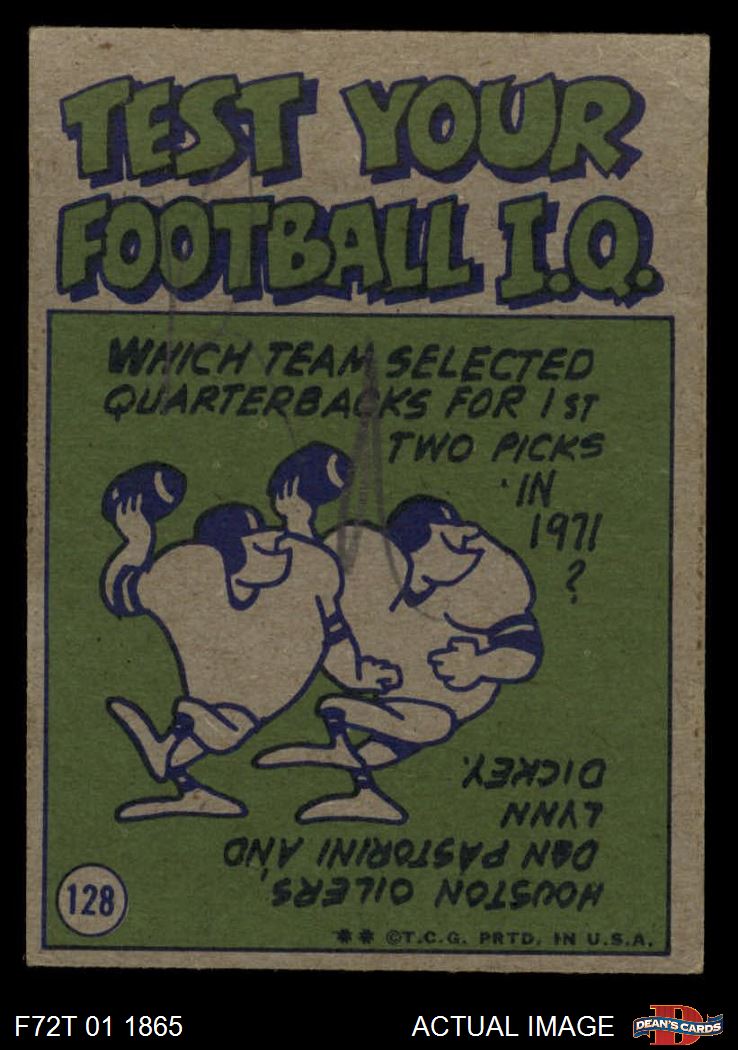 TEST YOUR
FOOTBALL I.Q.
WHICH TEAM SELECTED
QUARTERBACKS FOR 1ST
TWO PICKS
IN
1971
?
HOUSTON OILERS,
DAN PASTORINI AND
LYNN
DICKEY.
128
** ©T.C.G. PRTD. IN U.S.A.
F72T 01 1865
ACTUAL IMAGE
D
DEAN'S CARDS